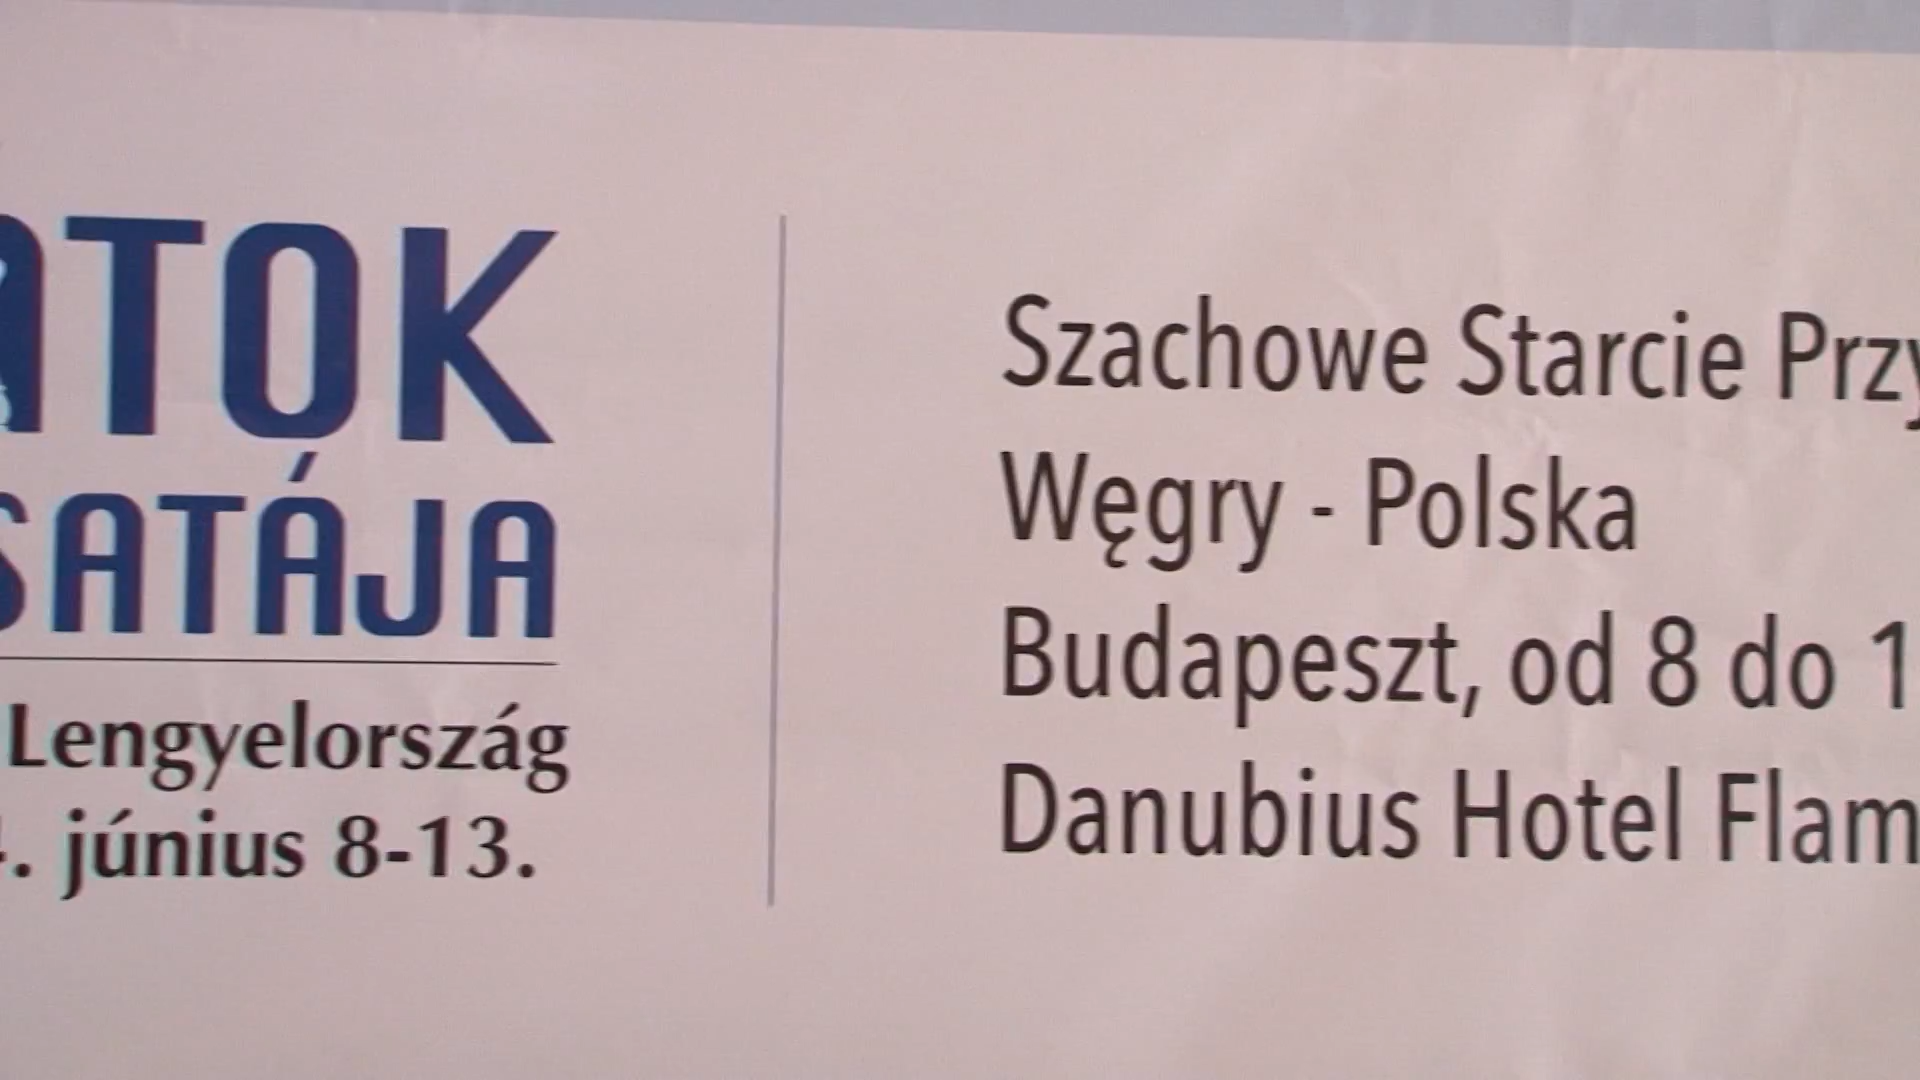 ATOK
SATÁJA
Lengyelország
. június 8-13.
Szachowe Starcie
Węgry - Polska
Budapeszt, od 8 do
Danubius Hotel